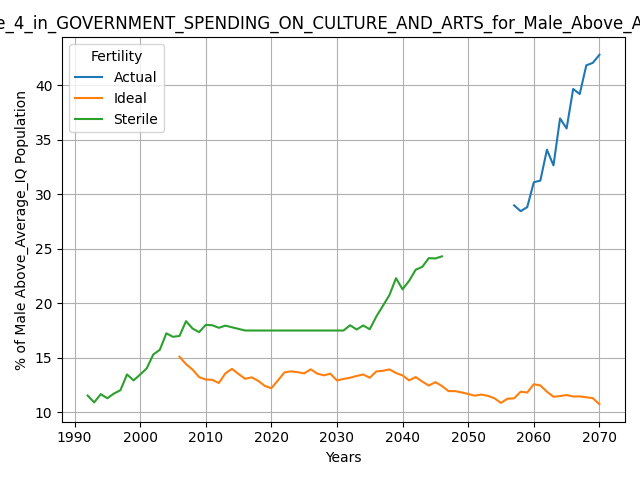 e_4_in_GOVERNMENT_SPENDING_ON_CULTURE_AND_ARTS_for_Male_Above_A
Fertility
Actual
Ideal
Sterile
% of Male Above_Average_IQ Population
40
35
30
25
20
15
10
1990 2000 2010 2020 2030 2040 2050 2060 2070
Years